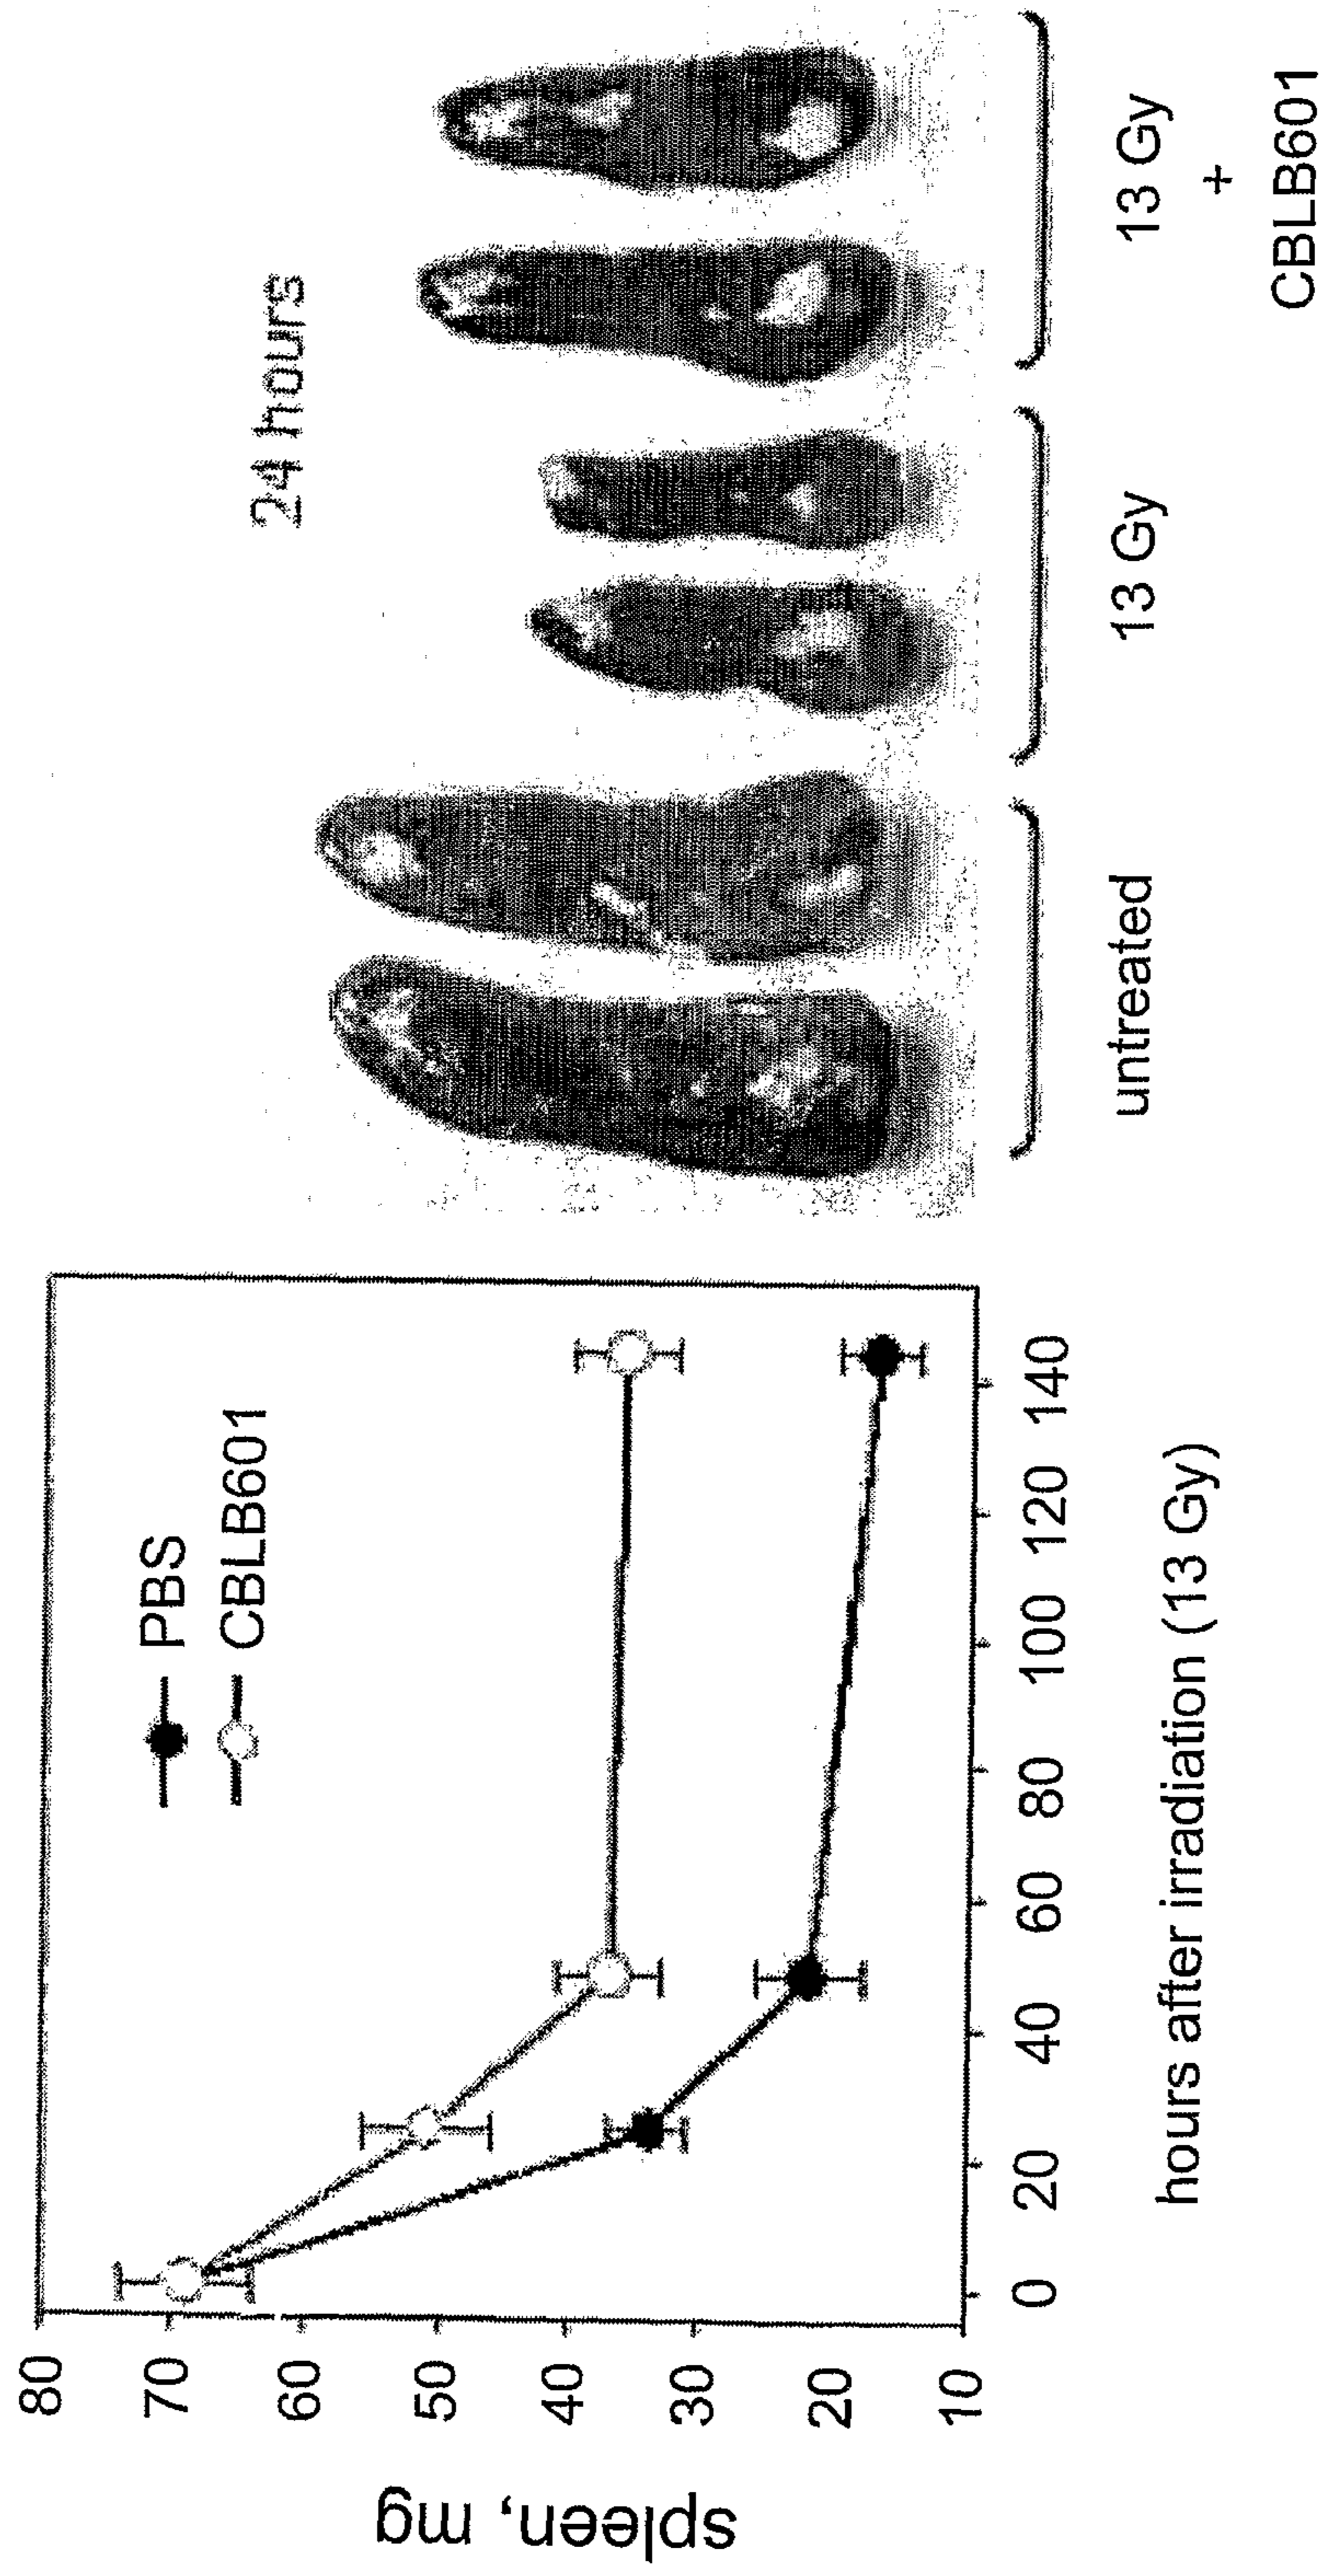 spleen, mg
80
70
60
50
40
30
20
10
PBS
CBLB601
0 20 40 60 80 100 120 140
hours after irradiation (13 Gy)
24 hours
untreated
13 Gy
13 Gy
+
CBLB601